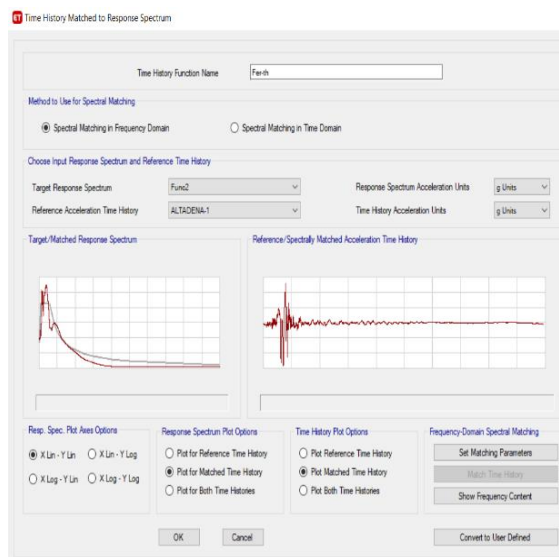 ET Time History Matched to Response Spectrum
Time History Function Name Fer-th
Method to Use for Spectral Matching
Spectral Matching in Frequency Domain Spectral Matching in Time Domain
Choose Input Response Spectrum and Reference Time History
Target Response Spectrum Func2 Response Spectrum Acceleration Units g Units
Reference Acceleration Time History ALTADENA-1 Time History Acceleration Units g Units
Target/Matched Response Spectrum Reference/Spectrally Matched Acceleration Time History
Resp. Spec. Plot Axes Options Response Spectrum Plot Options Time History Plot Options Frequency-Domain Spectral Matching
X Lin - Y Lin X Lin - Y Log Plot for Reference Time History Plot Reference Time History Set Matching Parameters
Plot for Matched Time History Plot Matched Time History Match Time History
X Log - Y Lin X Log - Y Log Plot for Both Time Histories Plot Both Time Histories Show Frequency Content
OK Cancel Convert to User Defined